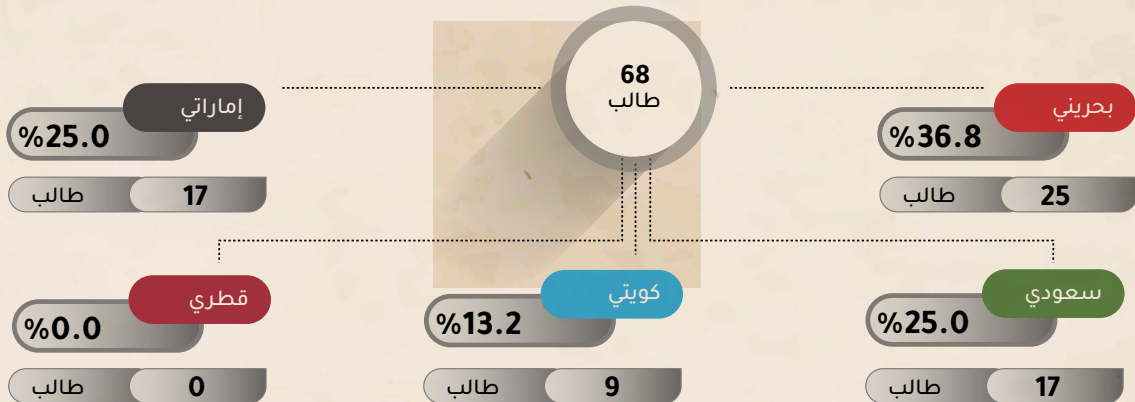 68
طالب
بحريني
%36.8
25 طالب
إماراتي
%25.0
17 طالب
سعودي
%25.0
17 طالب
كويتي
%13.2
9 طالب
قطري
%0.0
0 طالب